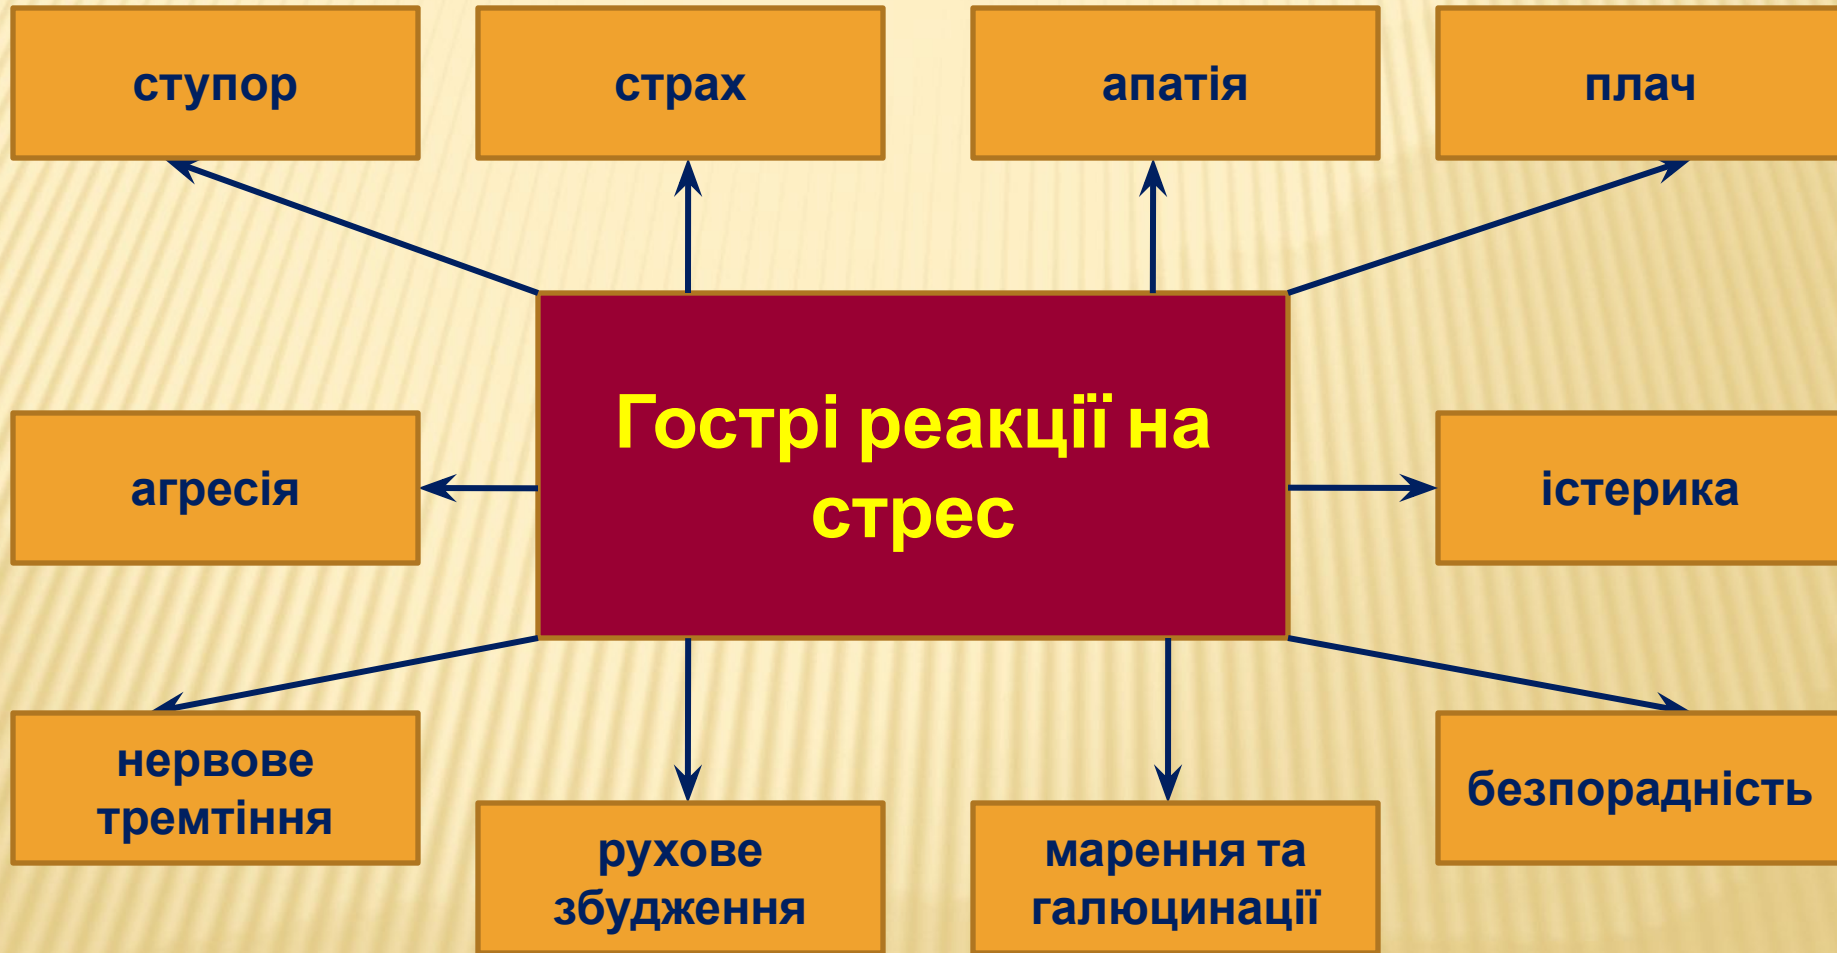 ступор
страх
апатія
плач
Гострі реакції на
стрес
агресія
істерика
нервове
тремтіння
рухове
збудження
марення та
галюцинації
безпорадність